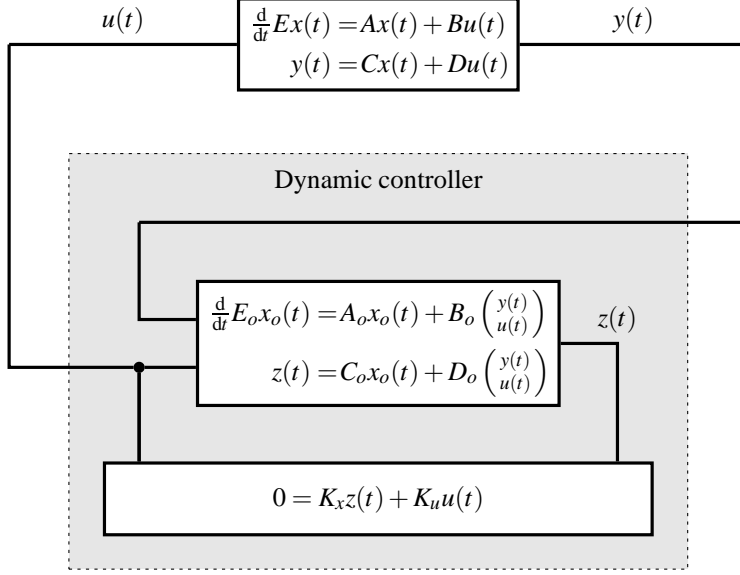 u(t)
d/dt Ex(t) = Ax(t) + Bu(t)
y(t) = Cx(t) + Du(t)
y(t)
Dynamic controller
d/dt E_o x_o(t) = A_o x_o(t) + B_o (y(t) u(t))
z(t) = C_o x_o(t) + D_o (y(t) u(t))
z(t)
0 = K_x z(t) + K_u u(t)